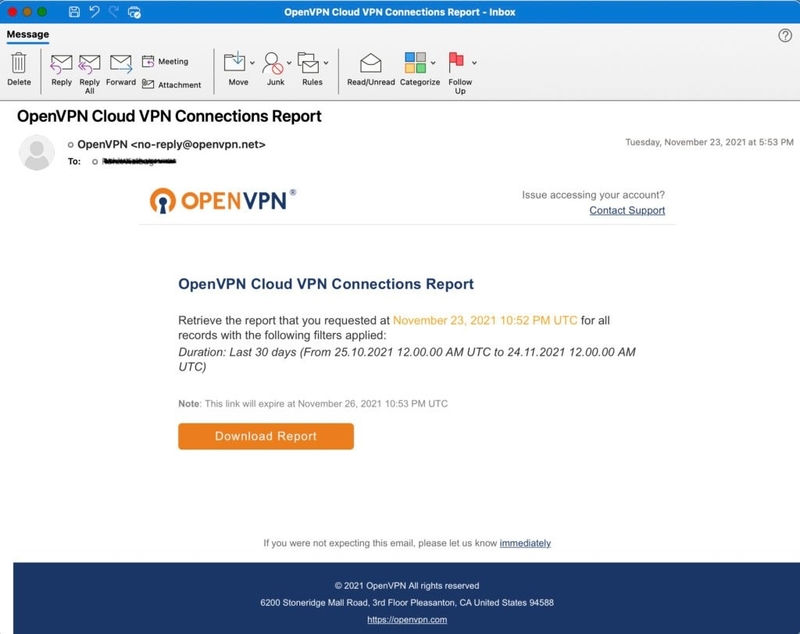 OpenVPN Cloud VPN Connections Report - Inbox
Message
Delete
Reply
Reply All
Forward
Meeting
Attachment
Move
Junk
Rules
Read/Unread
Categorize
Follow Up
OpenVPN Cloud VPN Connections Report
OpenVPN <no-reply@openvpn.net>
Tuesday, November 23, 2021 at 5:53 PM
To:
OPENVPN®
Issue accessing your account?
Contact Support
OpenVPN Cloud VPN Connections Report
Retrieve the report that you requested at November 23, 2021 10:52 PM UTC for all
records with the following filters applied:
Duration: Last 30 days (From 25.10.2021 12.00.00 AM UTC to 24.11.2021 12.00.00 AM
UTC)
Note: This link will expire at November 26, 2021 10:53 PM UTC
Download Report
If you were not expecting this email, please let us know immediately
© 2021 OpenVPN All rights reserved
6200 Stoneridge Mall Road, 3rd Floor Pleasanton, CA United States 94588
https://openvpn.com